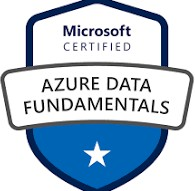 Microsoft
CERTIFIED
AZURE DATA
FUNDAMENTALS